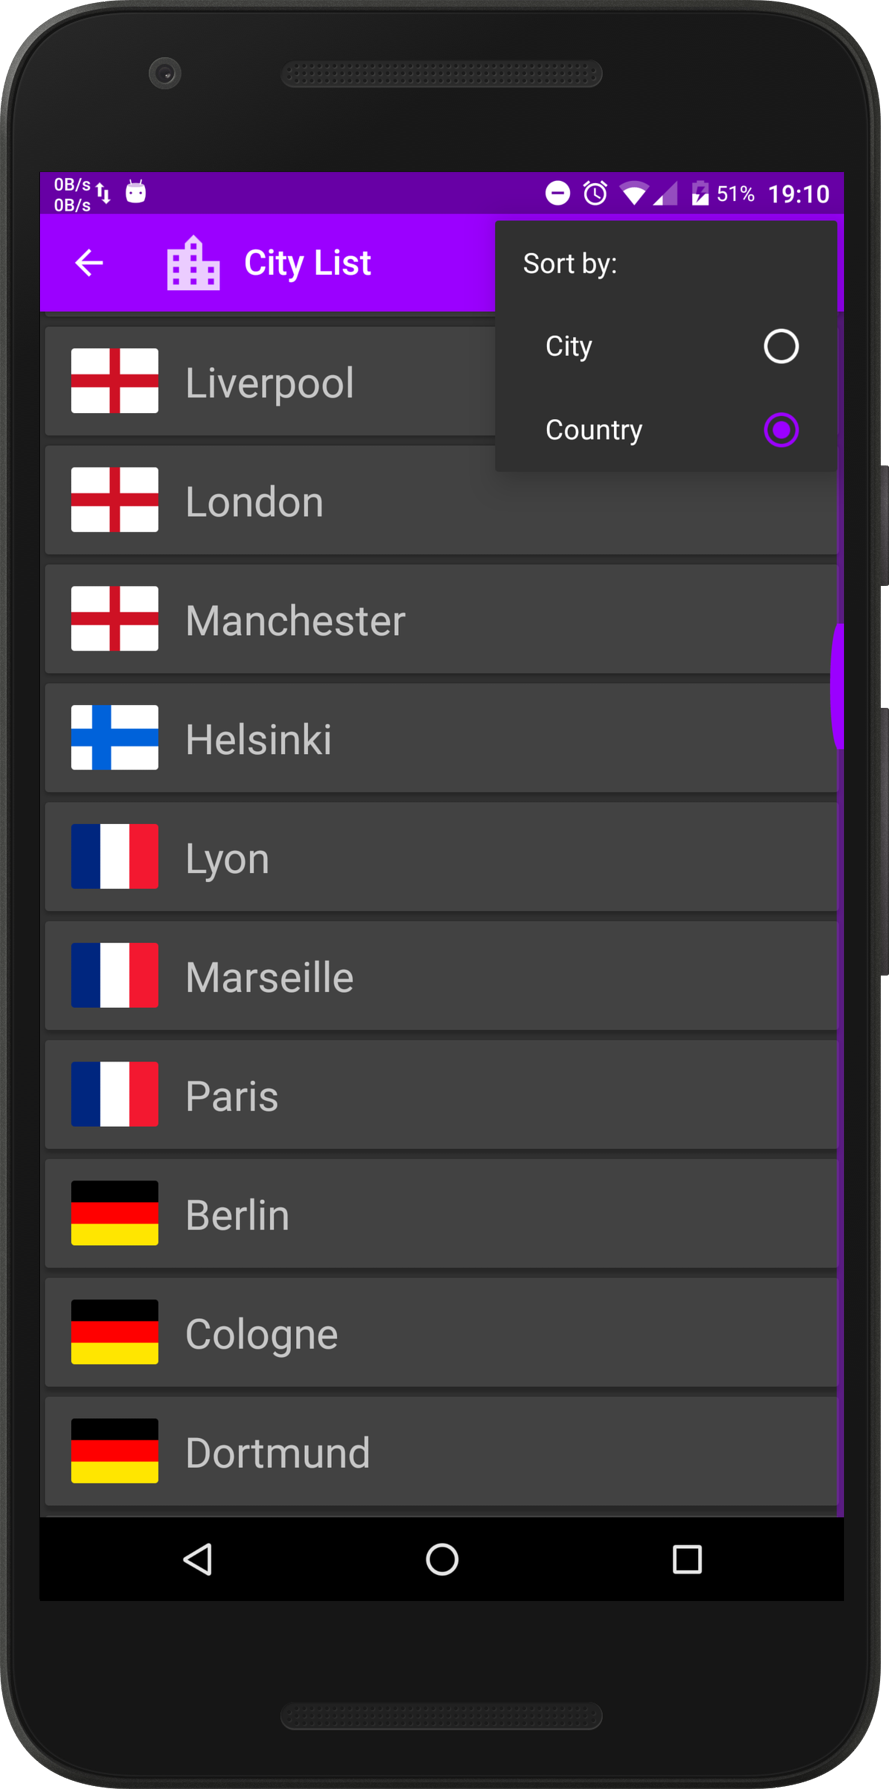 0B/s
0B/s
51% 19:10
City List
Sort by:
City
Country
Liverpool
London
Manchester
Helsinki
Lyon
Marseille
Paris
Berlin
Cologne
Dortmund